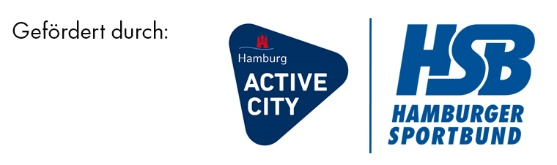 Gefördert durch:
Hamburg
ACTIVE
CITY
HSB
HAMBURGER
SPORTBUND